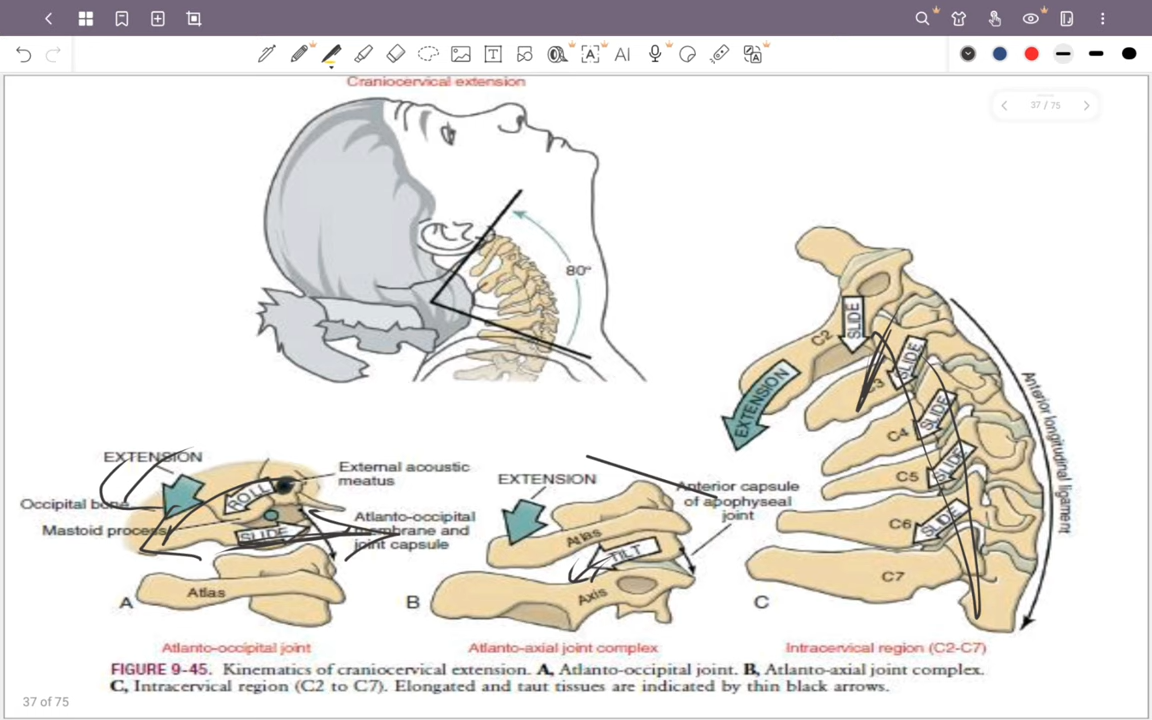 T
A
AI
A
Craniocervical extension
37 / 75
80°
SLIDE
C2
SLIDE
C3
EXTENSION
SLIDE
C4
SLIDE
C5
SLIDE
C6
C7
Anterior longitudinal ligament
EXTENSION
External acoustic
meatus
ROLL
Occipital bone
Mastoid process
SLIDE
Atlanto-occipital
membrane and
joint capsule
Atlas
A
EXTENSION
Anterior capsule
of apophyseal
joint
Atlas
TILT
Axis
B
C
Atlanto-occipital joint
Atlanto-axial joint complex
Intracervical region (C2-C7)
FIGURE 9-45. Kinematics of craniocervical extension. A, Atlanto-occipital joint. B, Atlanto-axial joint complex.
C, Intracervical region (C2 to C7). Elongated and taut tissues are indicated by thin black arrows.
37 of 75